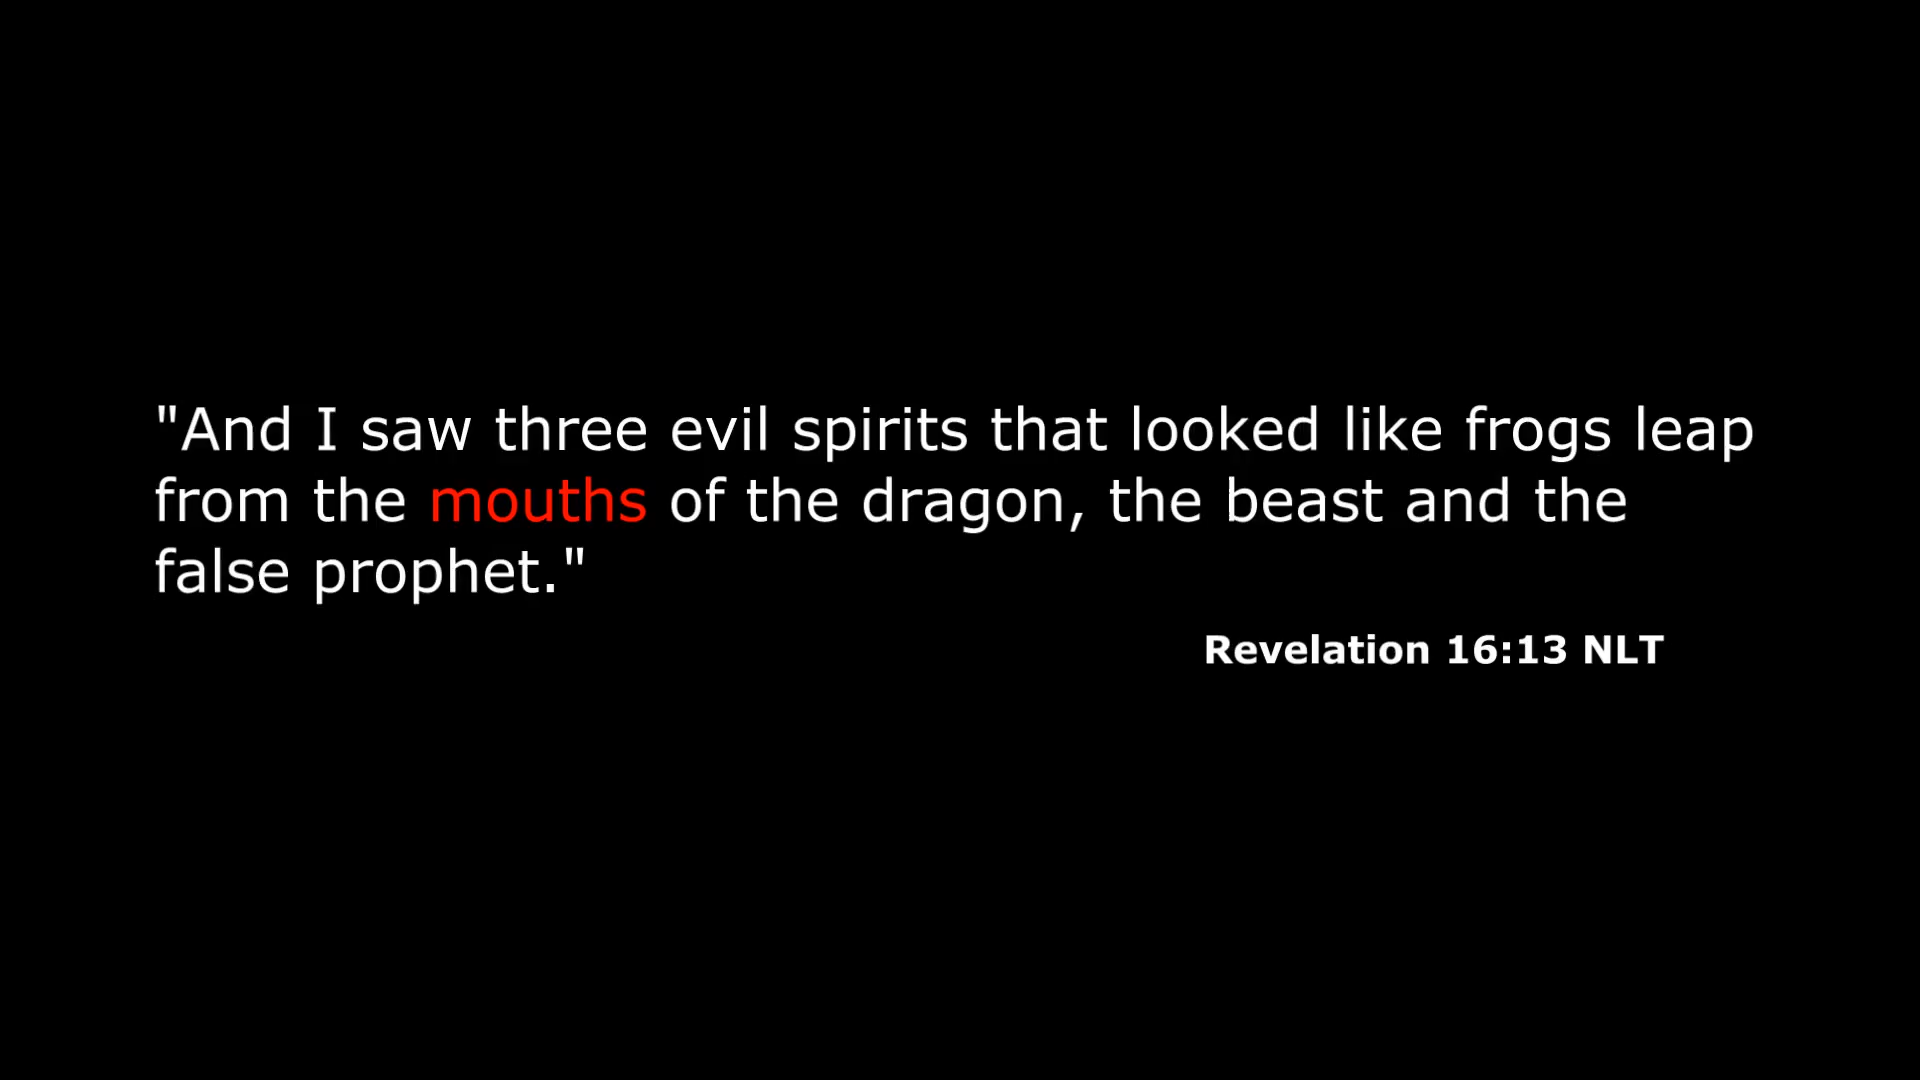 "And I saw three evil spirits that looked like frogs leap
from the mouths of the dragon, the beast and the
false prophet."
Revelation 16:13 NLT